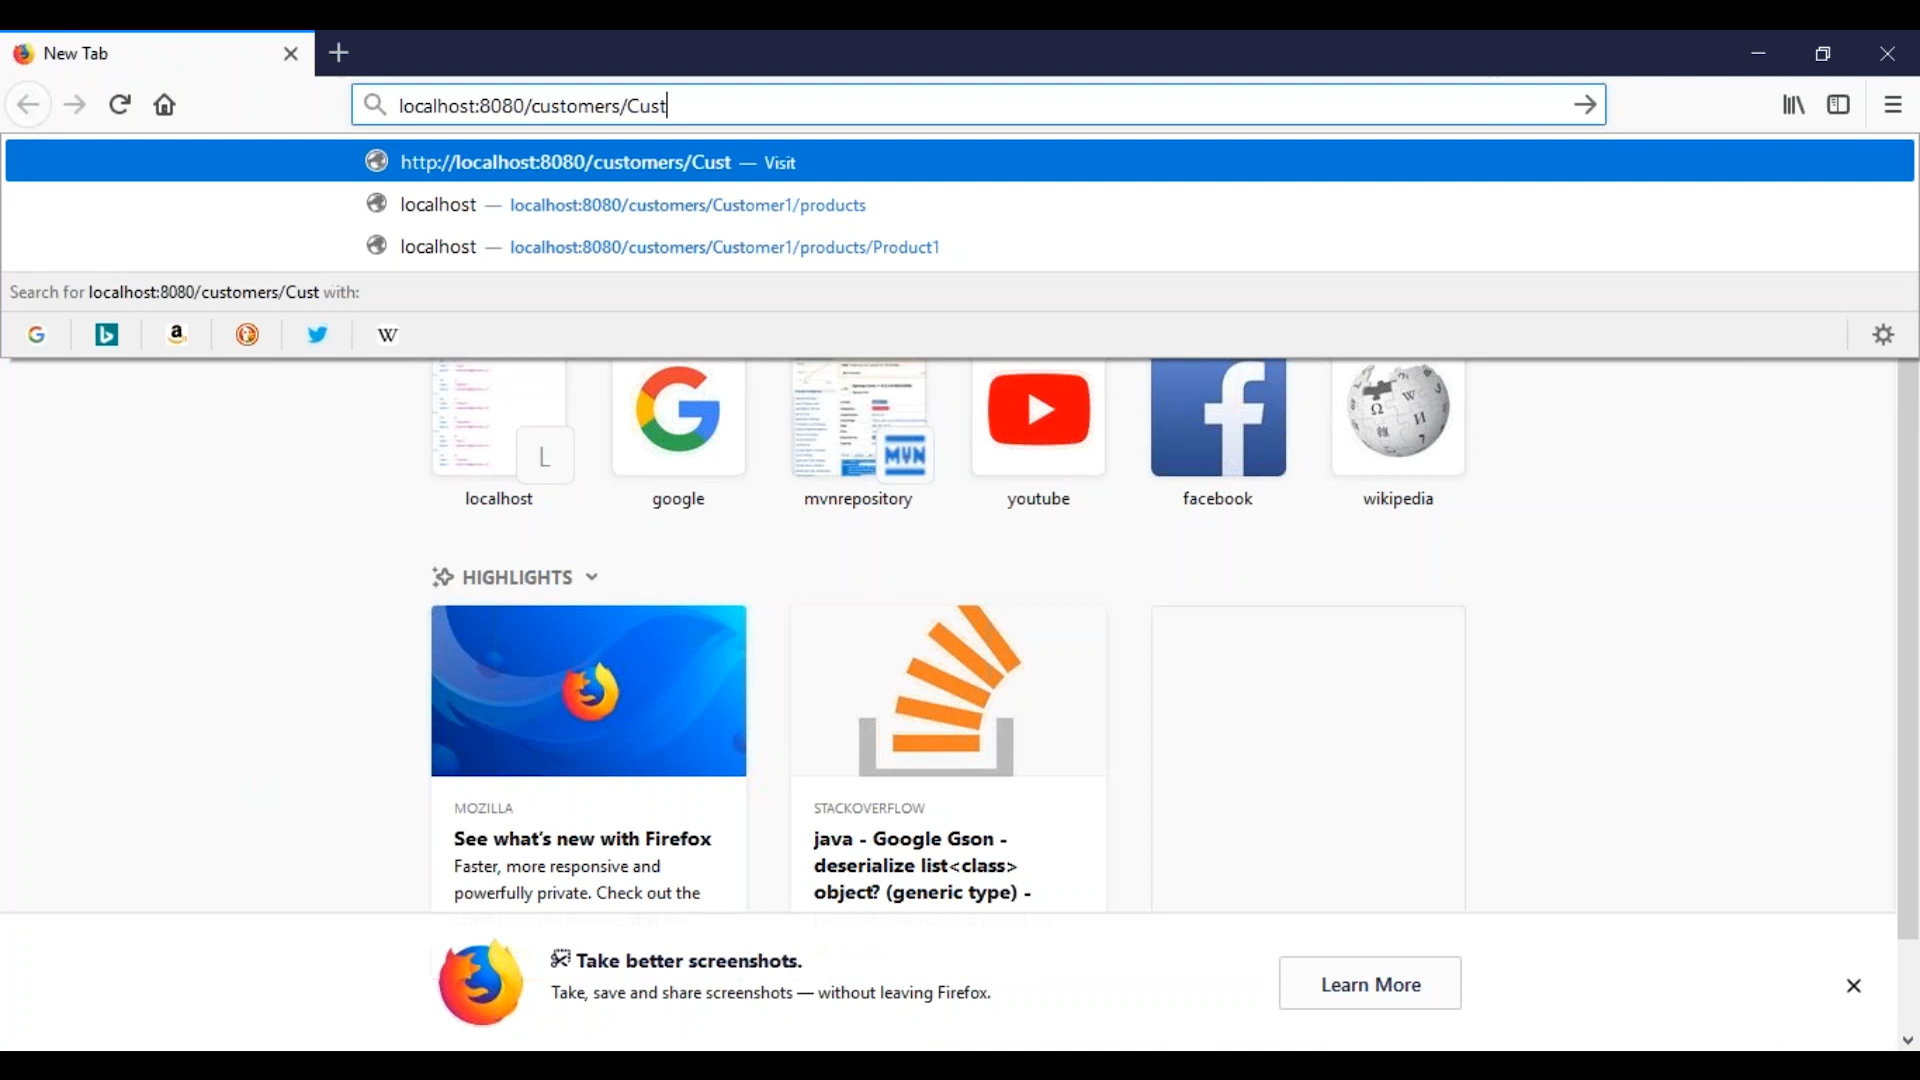 New Tab
localhost:8080/customers/Cust
http://localhost:8080/customers/Cust — Visit
localhost — localhost:8080/customers/Customer1/products
localhost — localhost:8080/customers/Customer1/products/Product1
Search for localhost:8080/customers/Cust with:
G b a W
L
MVN
localhost google mvnrepository youtube facebook wikipedia
HIGHLIGHTS
MOZILLA
See what's new with Firefox
Faster, more responsive and
powerfully private. Check out the
STACKOVERFLOW
java - Google Gson -
deserialize list<class>
object? (generic type) -
Take better screenshots.
Take, save and share screenshots — without leaving Firefox.
Learn More